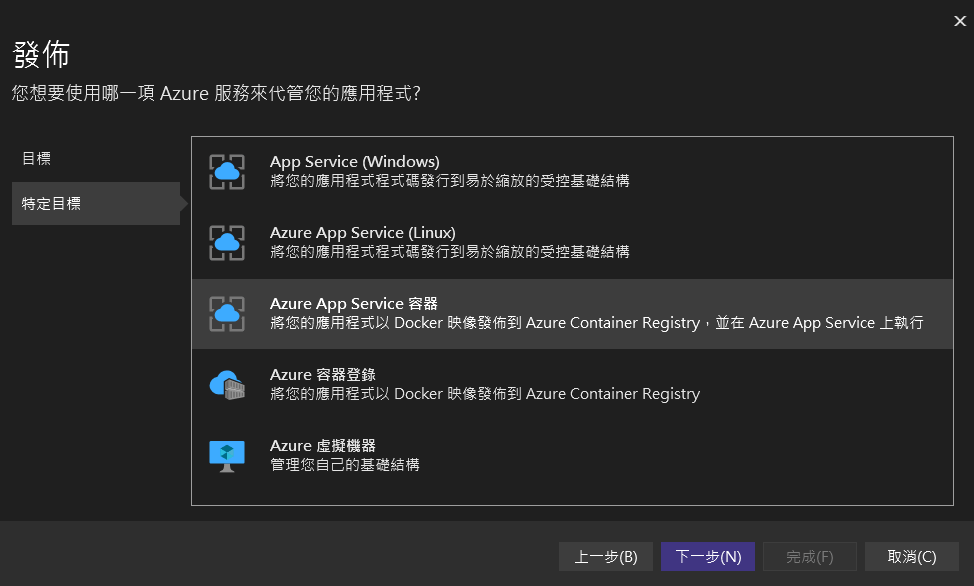 發佈
您想要使用哪一項 Azure 服務來代管您的應用程式?
目標
特定目標
App Service (Windows)
將您的應用程式程式碼發行到易於縮放的受控基礎結構
Azure App Service (Linux)
將您的應用程式程式碼發行到易於縮放的受控基礎結構
Azure App Service 容器
將您的應用程式以 Docker 映像發佈到 Azure Container Registry，並在 Azure App Service 上執行
Azure 容器登錄
將您的應用程式以 Docker 映像發佈到 Azure Container Registry
Azure 虛擬機器
管理您自己的基礎結構
上一步(B)
下一步(N)
完成(F)
取消(C)